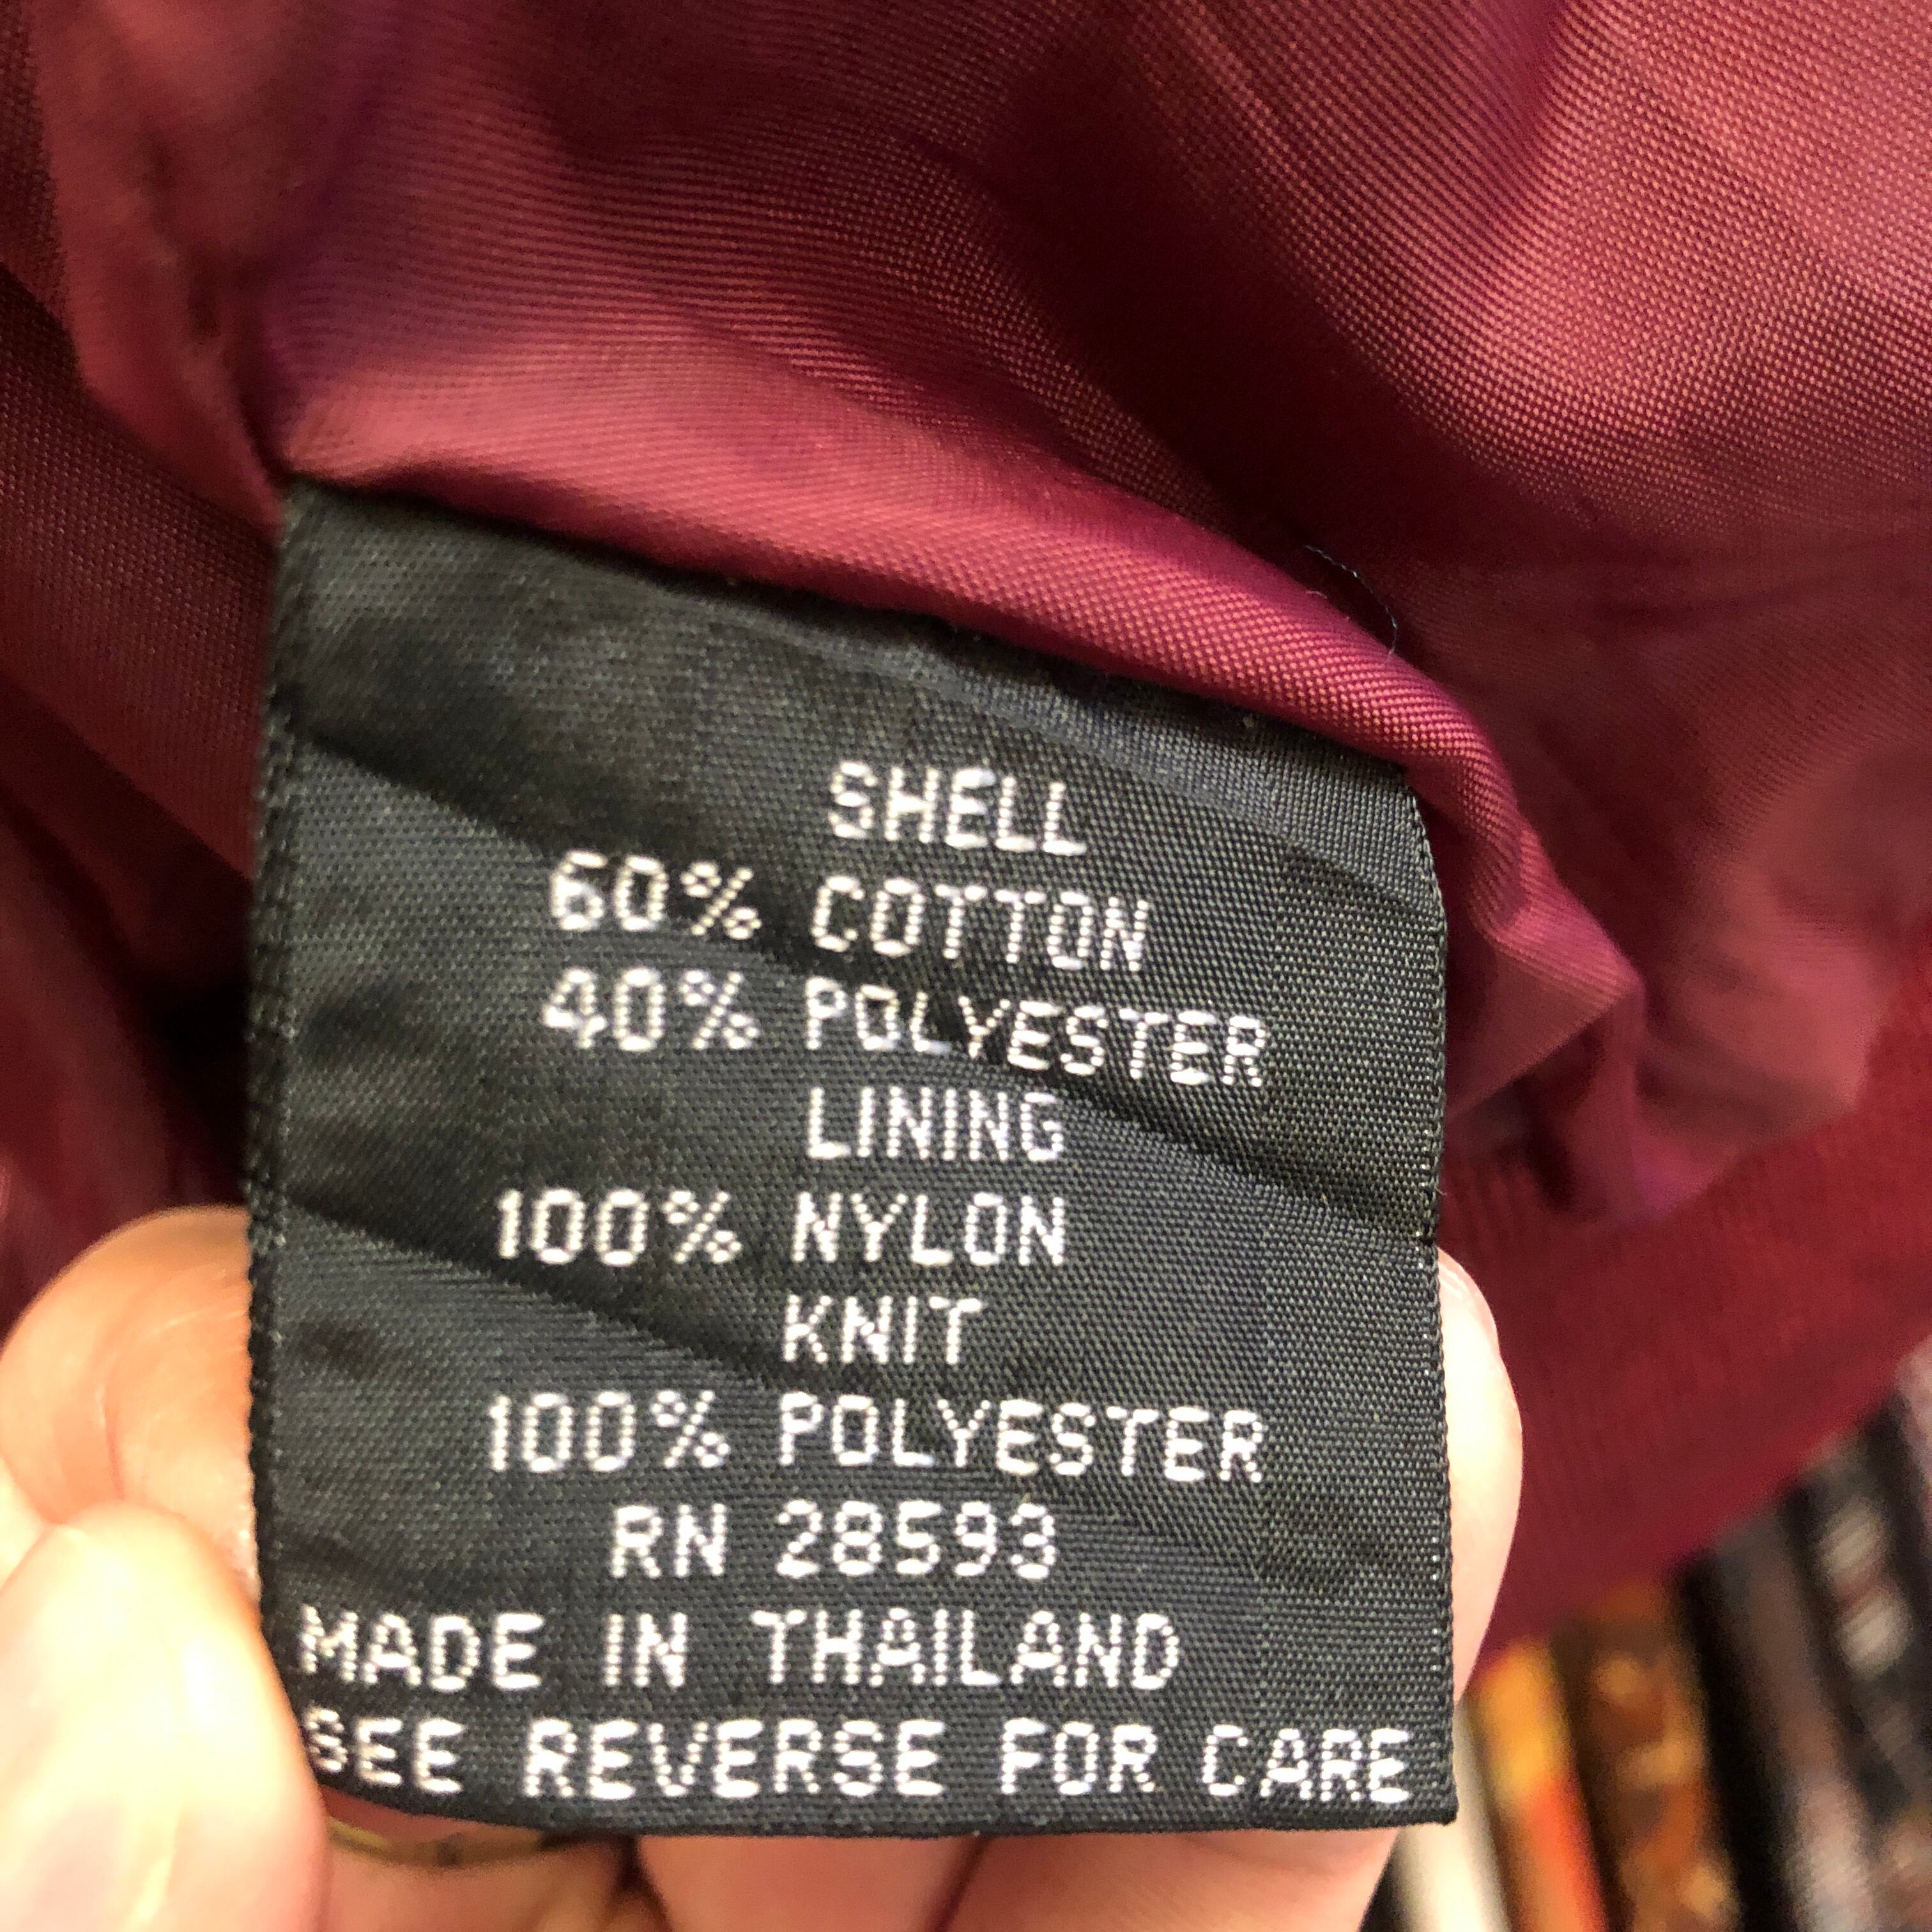 SHELL
60% COTTON
40% POLYESTER
LINING
100% NYLON
KNIT
100% POLYESTER
RN 28593
MADE IN THAILAND
SEE REVERSE FOR CARE